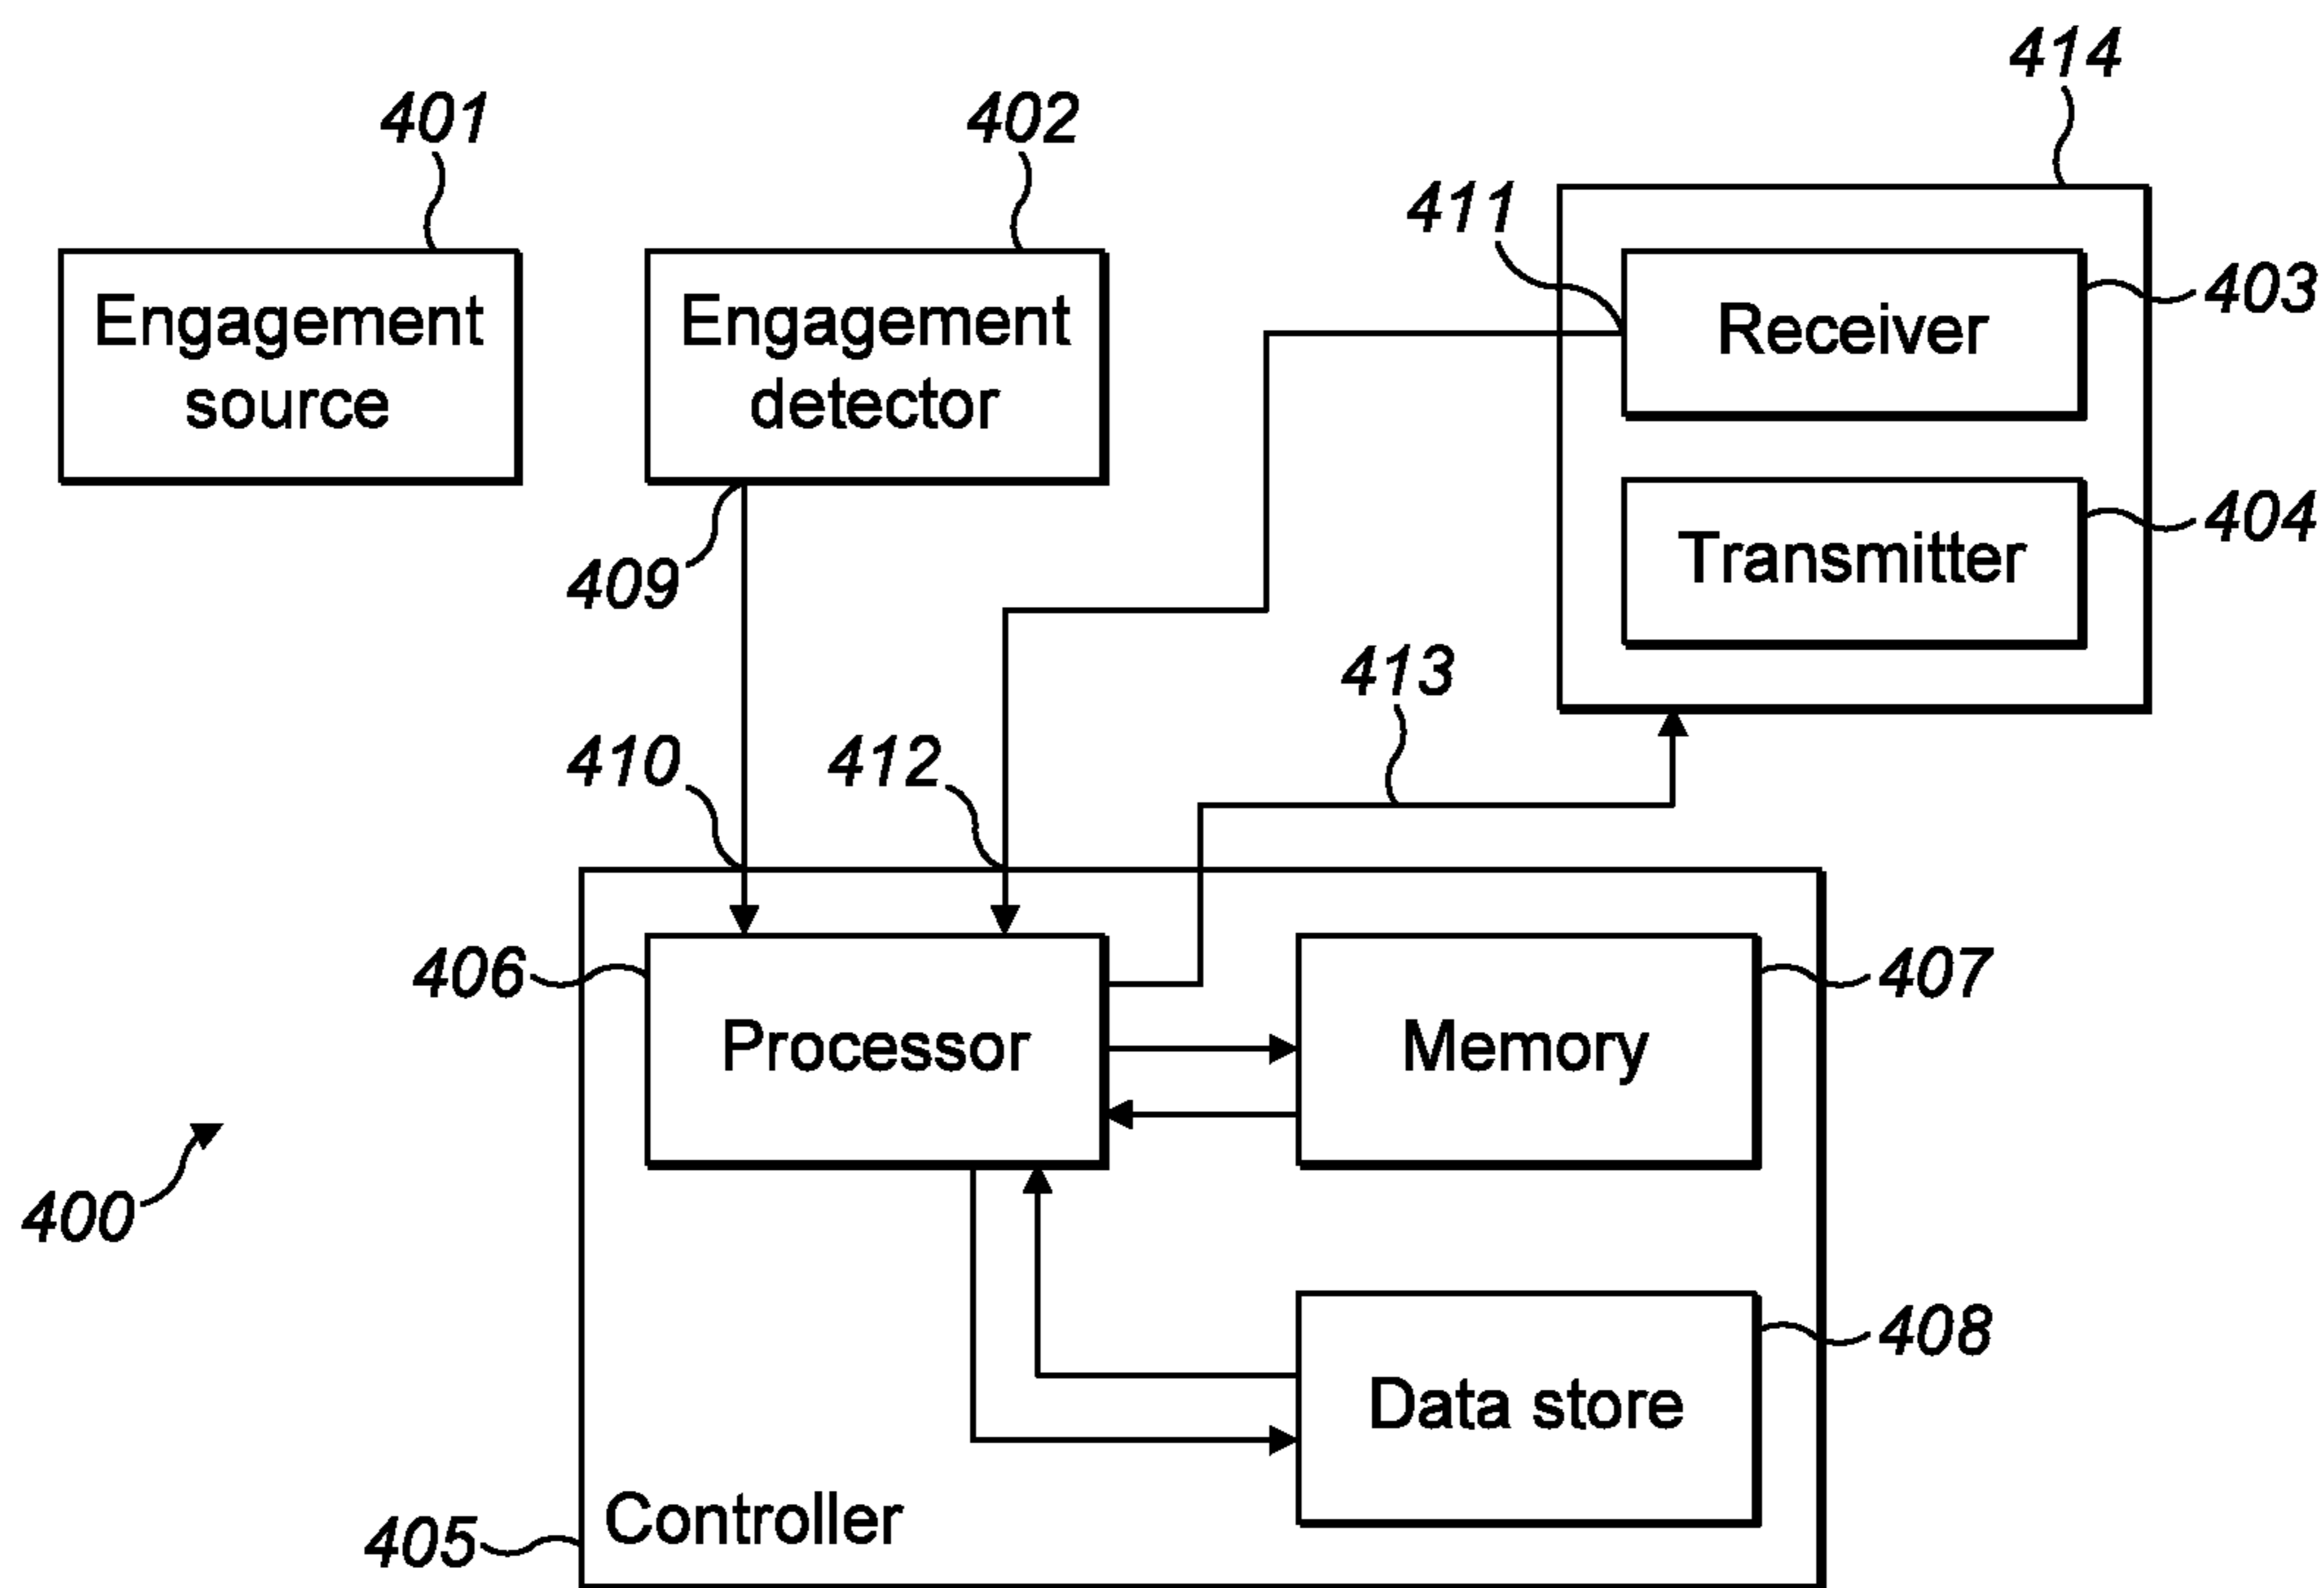 414
401
402
411
Engagement
source
Engagement
detector
Receiver
403
Transmitter
404
409
413
410
412
406
Processor
Memory
407
400
Data store
408
Controller
405